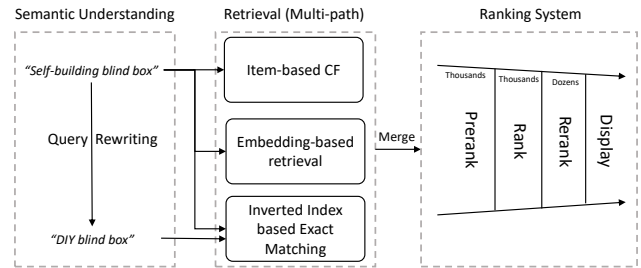 Semantic Understanding
Retrieval (Multi-path)
Ranking System
"Self-building blind box"
Query Rewriting
"DIY blind box"
Item-based CF
Embedding-based
retrieval
Inverted Index
based Exact
Matching
Merge
Thousands
Thousands
Dozens
Prerank
Rank
Rerank
Display